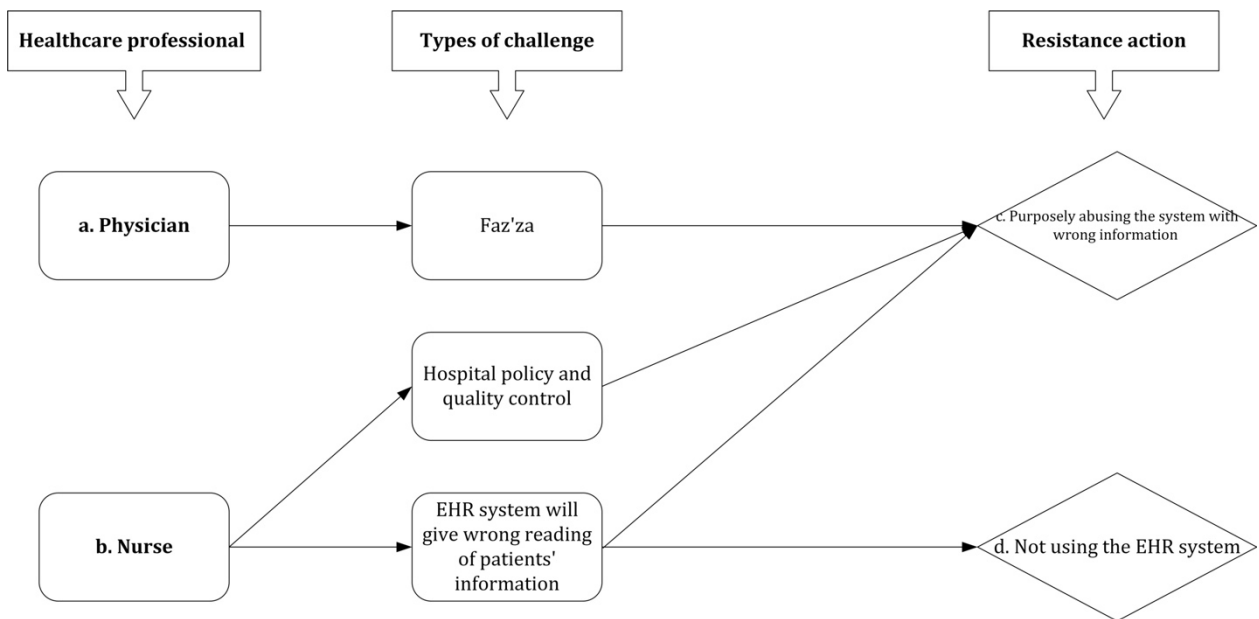 Healthcare professional
Types of challenge
Resistance action
a. Physician
Faz'za
c. Purposely abusing the system with
wrong information
Hospital policy and
quality control
b. Nurse
EHR system will
give wrong reading
of patients'
information
d. Not using the EHR system